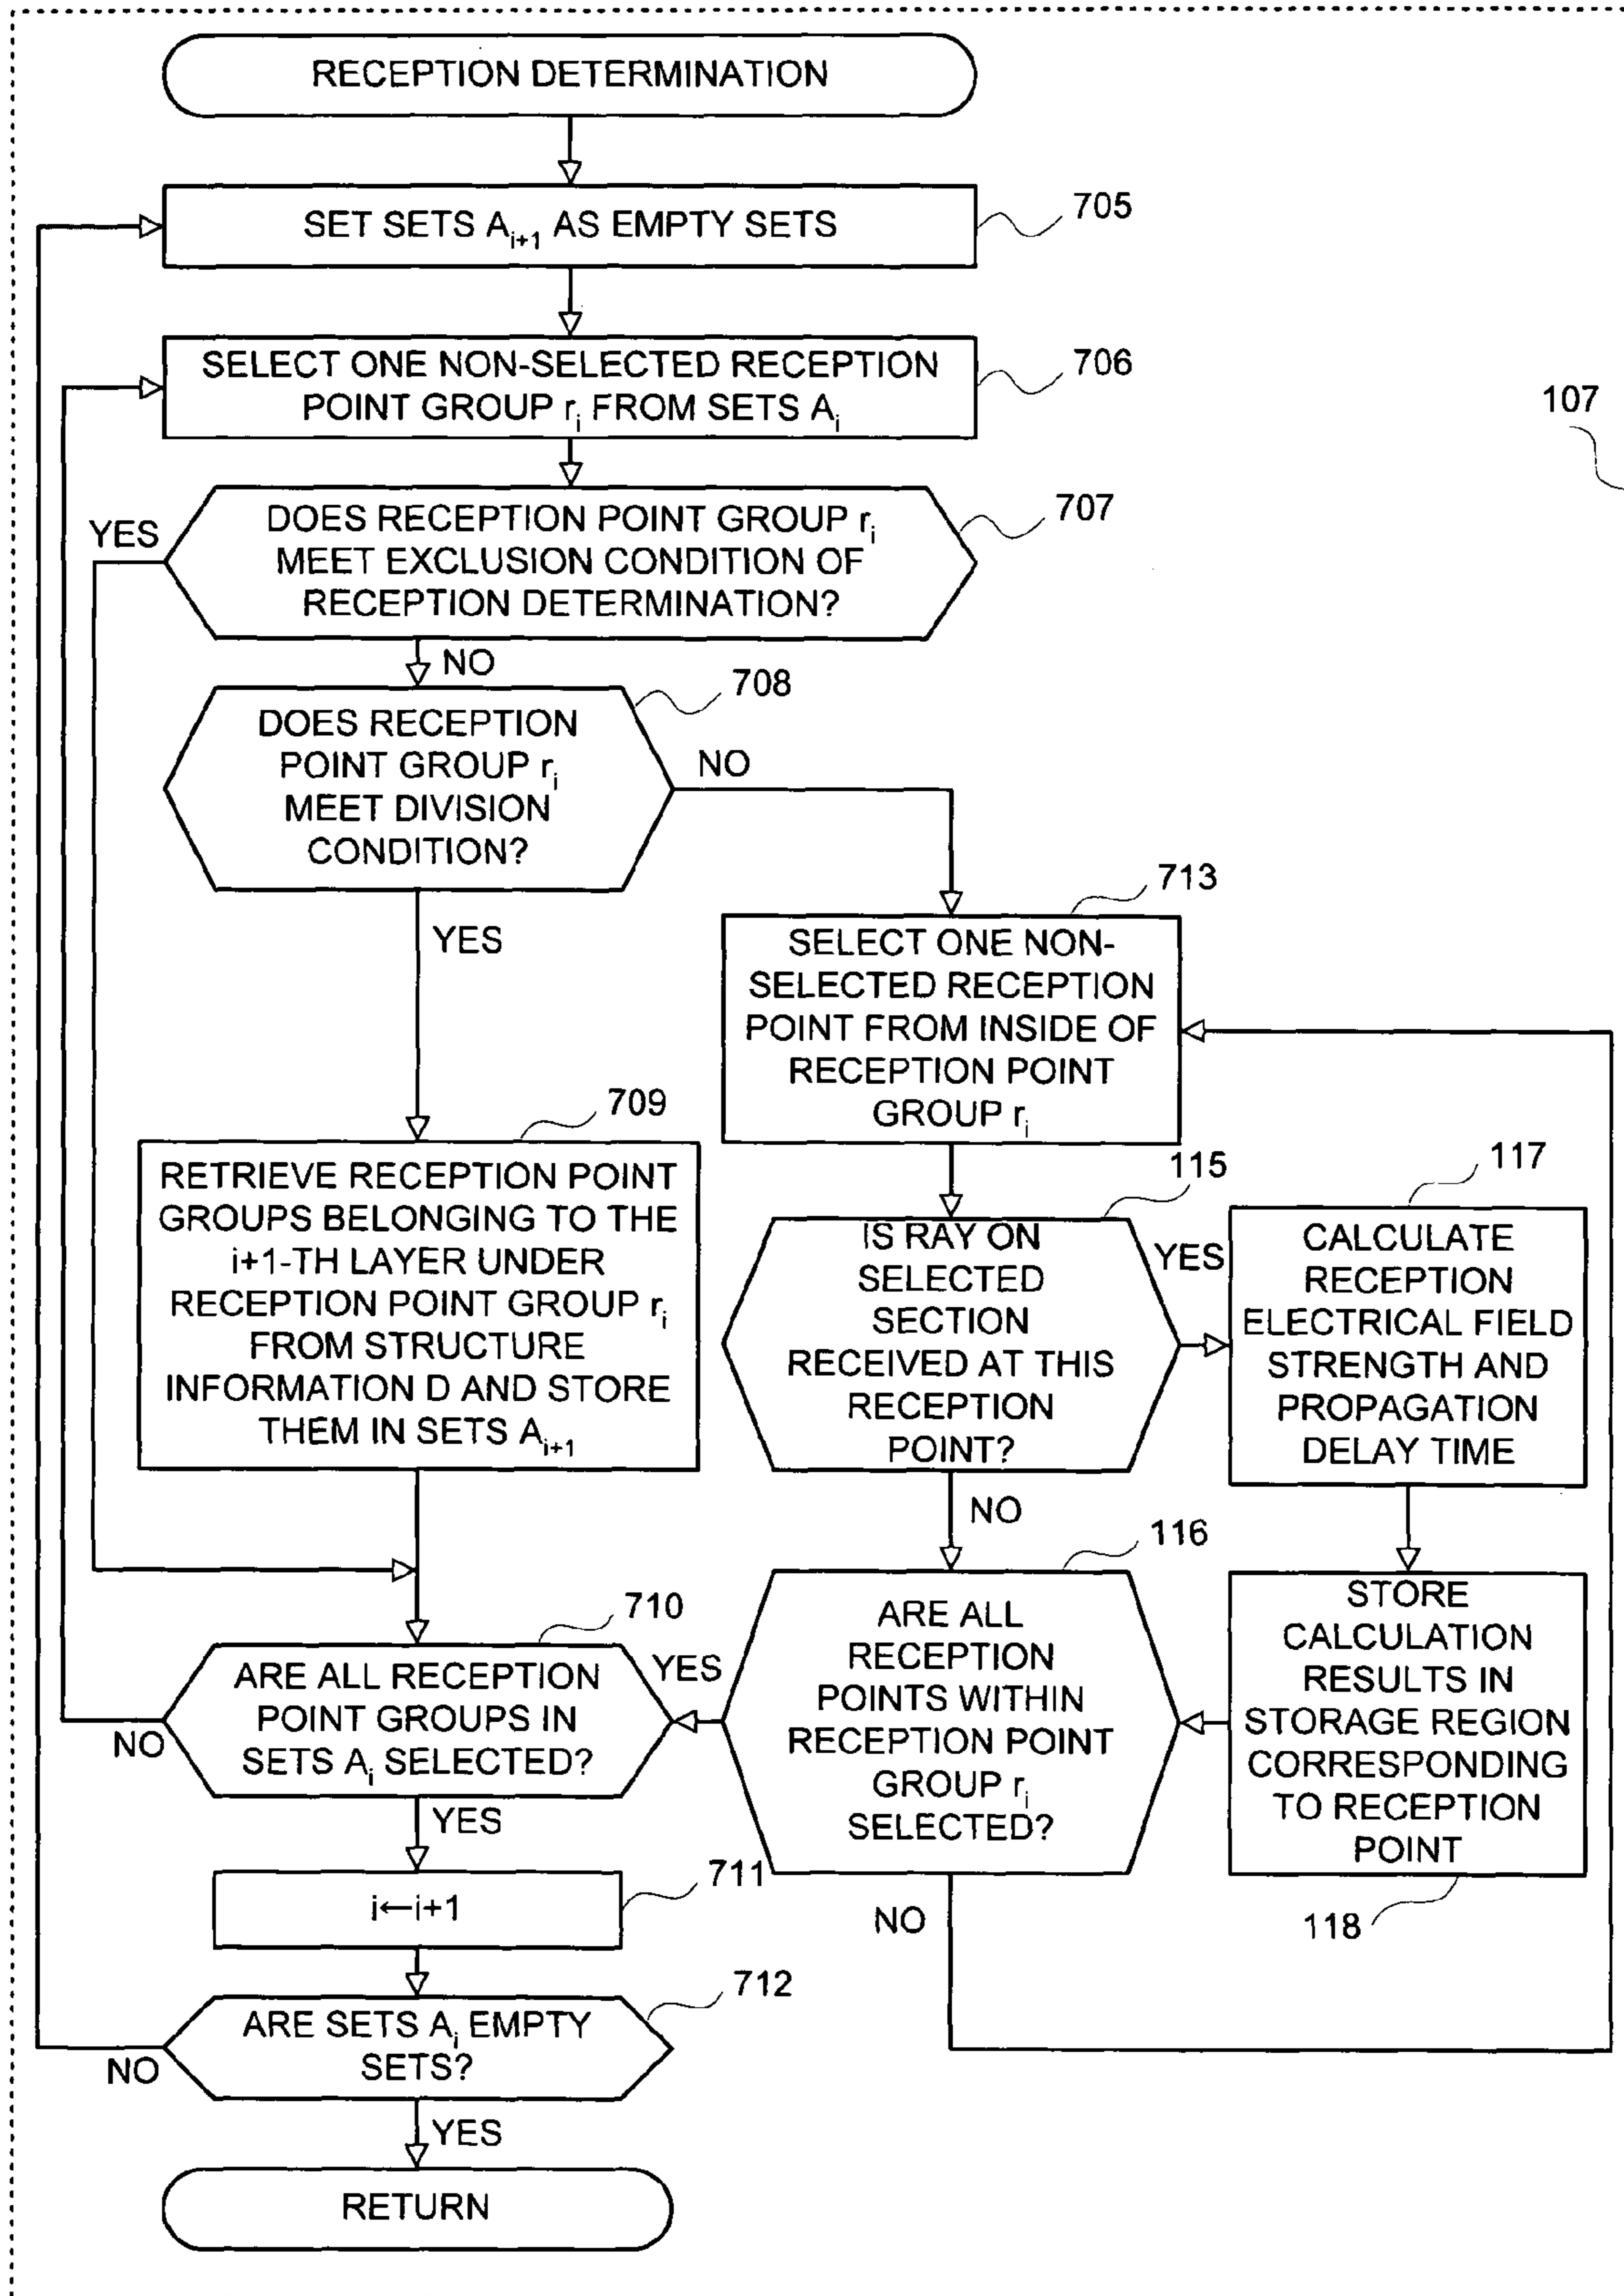 RECEPTION DETERMINATION
SET SETS Ai+1 AS EMPTY SETS
705
SELECT ONE NON-SELECTED RECEPTION
POINT GROUP ri FROM SETS Ai
706
107
DOES RECEPTION POINT GROUP ri
MEET EXCLUSION CONDITION OF
RECEPTION DETERMINATION?
707
YES
NO
DOES RECEPTION
POINT GROUP ri
MEET DIVISION
CONDITION?
708
NO
YES
713
SELECT ONE NON-
SELECTED RECEPTION
POINT FROM INSIDE OF
RECEPTION POINT
GROUP ri
709
RETRIEVE RECEPTION POINT
GROUPS BELONGING TO THE
i+1-TH LAYER UNDER
RECEPTION POINT GROUP ri
FROM STRUCTURE
INFORMATION D AND STORE
THEM IN SETS Ai+1
115
IS RAY ON
SELECTED
SECTION
RECEIVED AT THIS
RECEPTION
POINT?
YES
NO
117
CALCULATE
RECEPTION
ELECTRICAL FIELD
STRENGTH AND
PROPAGATION
DELAY TIME
116
ARE ALL
RECEPTION
POINTS WITHIN
RECEPTION POINT
GROUP ri
SELECTED?
YES
NO
STORE
CALCULATION
RESULTS IN
STORAGE REGION
CORRESPONDING
TO RECEPTION
POINT
118
710
ARE ALL RECEPTION
POINT GROUPS IN
SETS Ai SELECTED?
NO
YES
711
i←i+1
712
ARE SETS Ai EMPTY
SETS?
NO
YES
RETURN